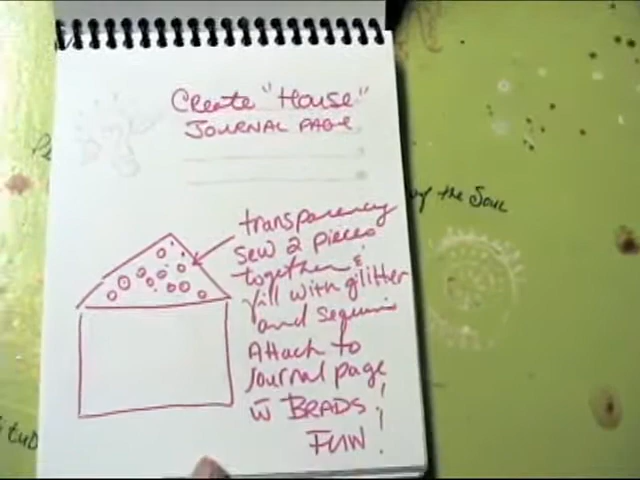 Create "House"
JOURNAL PAGE
transparency
sew 2 pieces
together &
fill with glitter
and sequins
Attach to
Journal page
w BRADS!
FUN!
the Soul